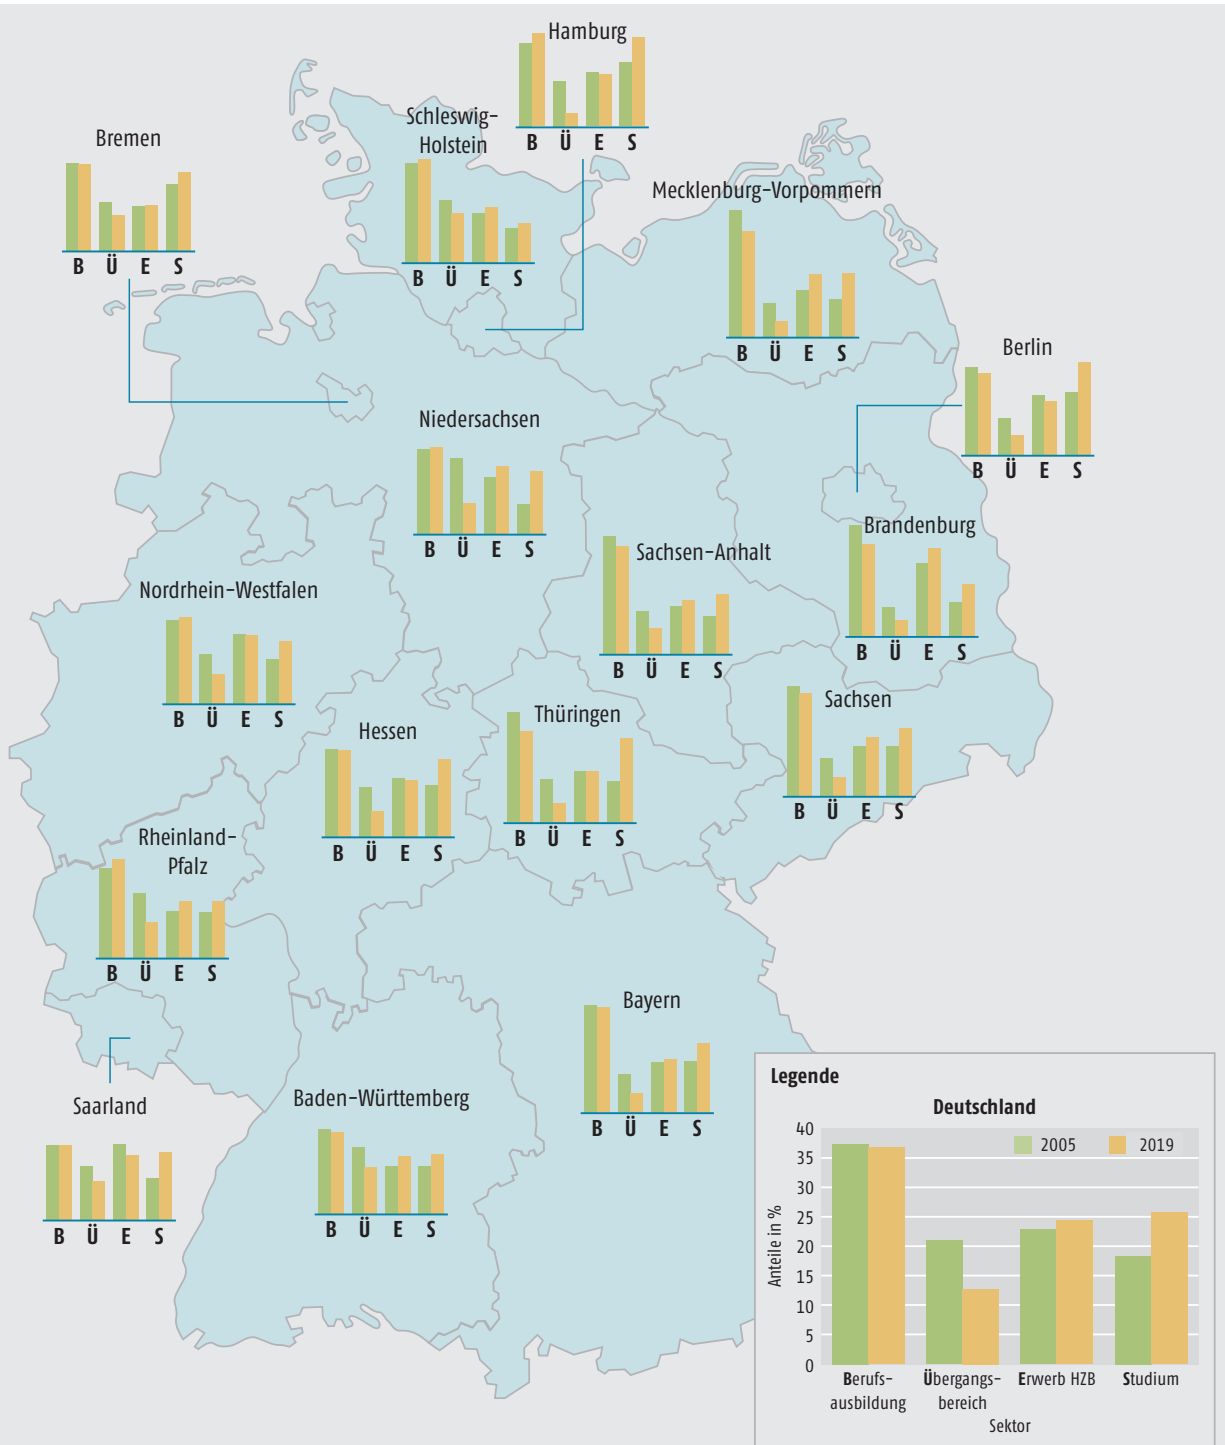 Hamburg
B Ü E S
Schleswig-
Holstein
B Ü E S
Bremen
B Ü E S
Mecklenburg-Vorpommern
B Ü E S
Berlin
B Ü E S
Niedersachsen
B Ü E S
Brandenburg
B Ü E S
Sachsen-Anhalt
B Ü E S
Nordrhein-Westfalen
B Ü E S
Sachsen
B Ü E S
Thüringen
B Ü E S
Hessen
B Ü E S
Rheinland-
Pfalz
B Ü E S
Bayern
B Ü E S
Saarland
B Ü E S
Baden-Württemberg
B Ü E S
Legende
Deutschland
2005 2019
Anteile in %
40
35
30
25
20
15
10
5
0
Berufs-
ausbildung
Übergangs-
bereich
Erwerb HZB
Studium
Sektor